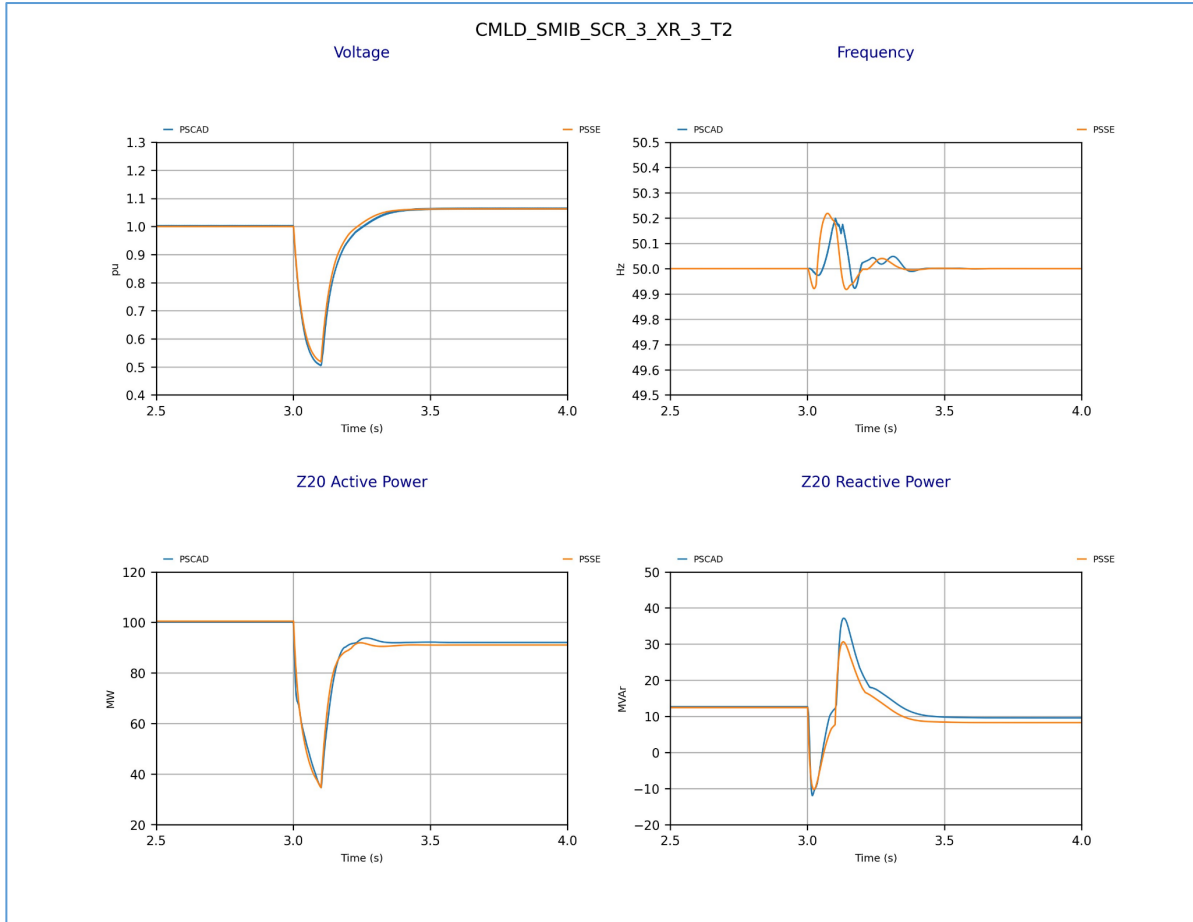 CMLD_SMIB_SCR_3_XR_3_T2
Voltage
PSCAD
PSSE
1.3
1.2
1.1
1.0
0.9
0.8
0.7
0.6
0.5
0.4
pu
2.5 3.0 3.5 4.0
Time (s)
Frequency
PSCAD
PSSE
50.5
50.4
50.3
50.2
50.1
50.0
49.9
49.8
49.7
49.6
49.5
Hz
2.5 3.0 3.5 4.0
Time (s)
Z20 Active Power
PSCAD
PSSE
120
100
80
60
40
20
MW
2.5 3.0 3.5 4.0
Time (s)
Z20 Reactive Power
PSCAD
PSSE
50
40
30
20
10
0
−10
−20
MVAr
2.5 3.0 3.5 4.0
Time (s)